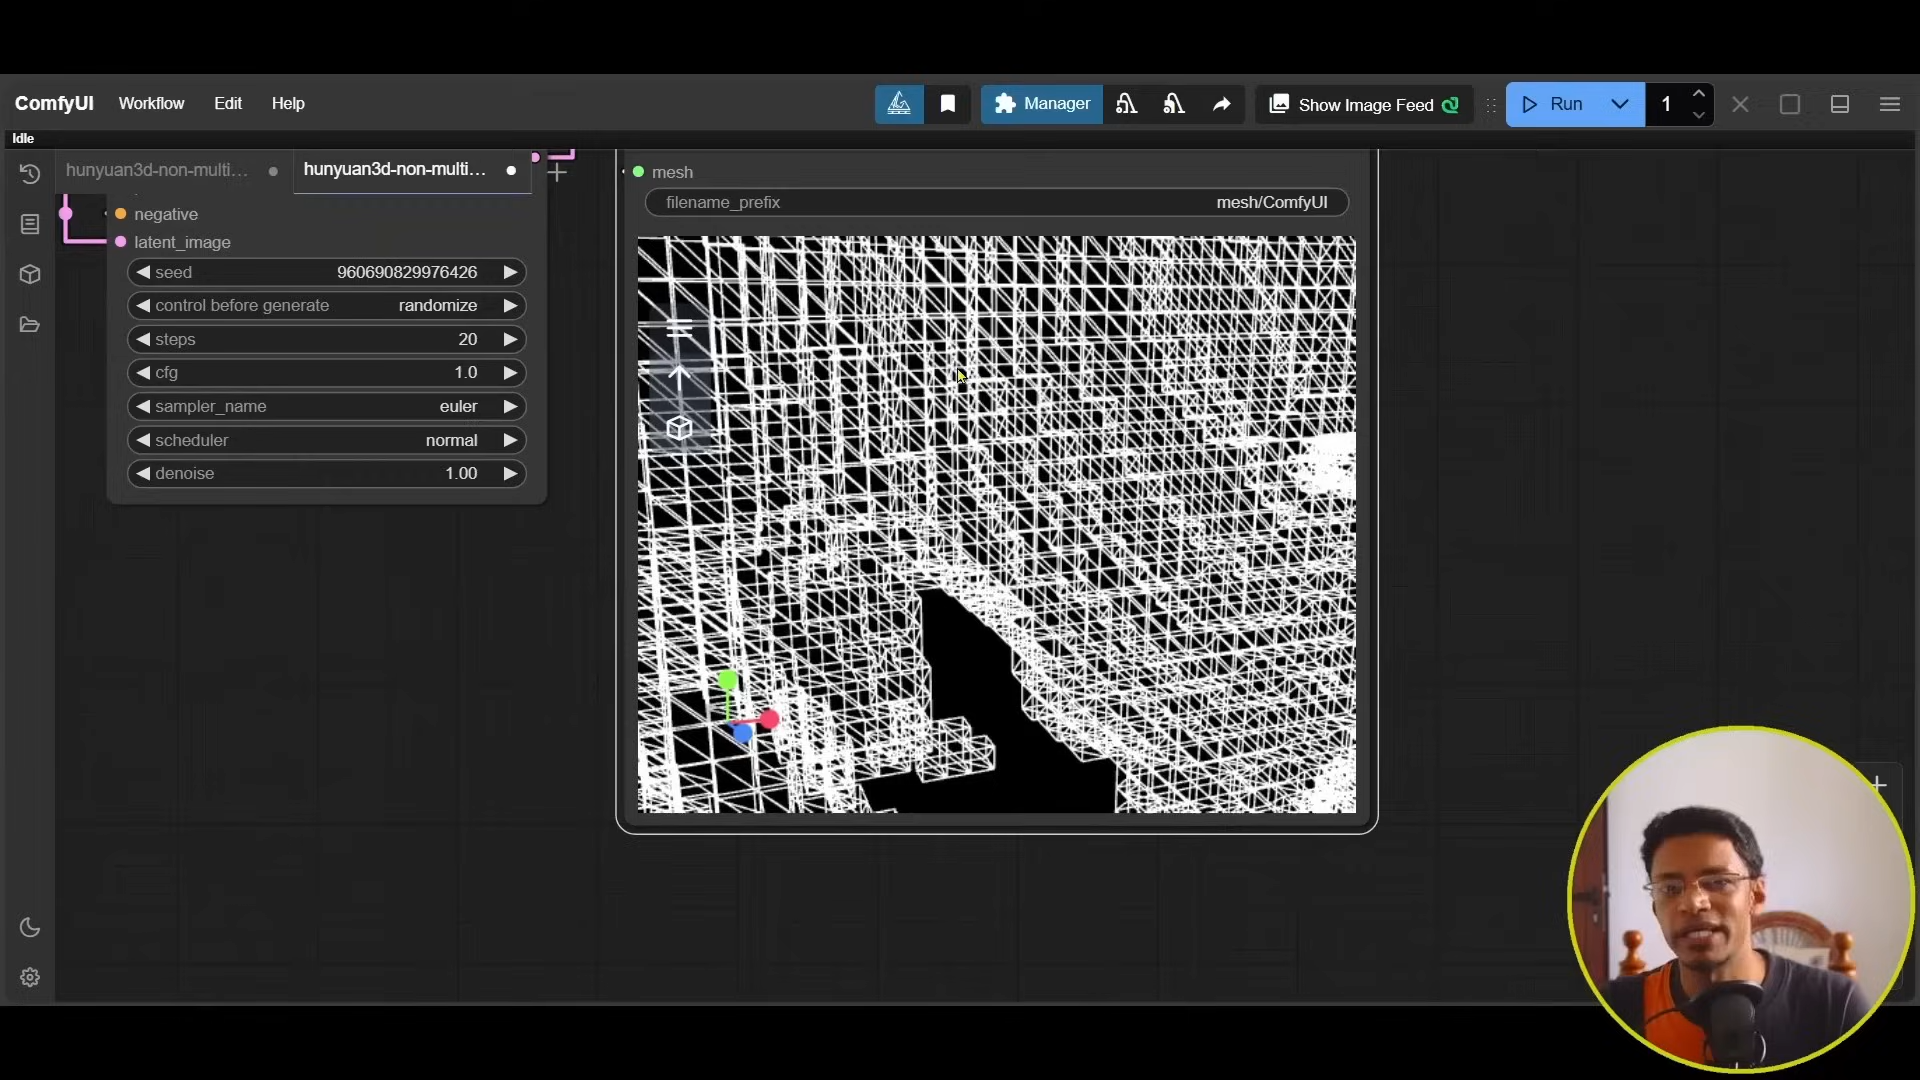 ComfyUI Workflow Edit Help Manager Show Image Feed Run 1
Idle
hunyuan3d-non-multi... hunyuan3d-non-multi...
negative
latent_image
seed 960690829976426
control before generate randomize
steps 20
cfg 1.0
sampler_name euler
scheduler normal
denoise 1.00
mesh
filename_prefix mesh/ComfyUI